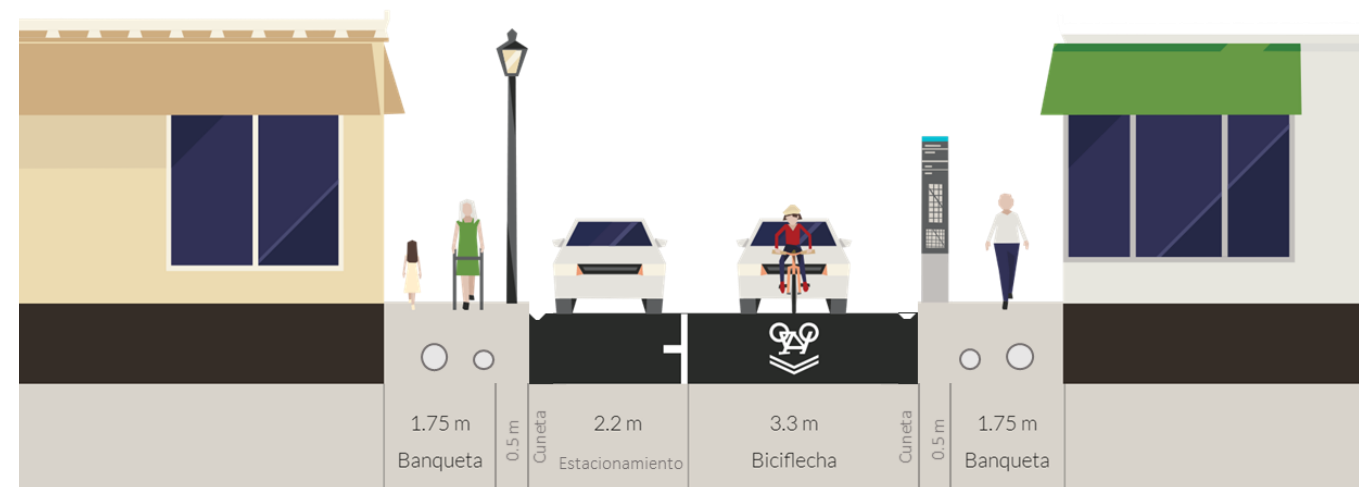 1.75 m
Banqueta
0.5 m
Cuneta
2.2 m
Estacionamiento
3.3 m
Biciflecha
Cuneta
0.5 m
1.75 m
Banqueta